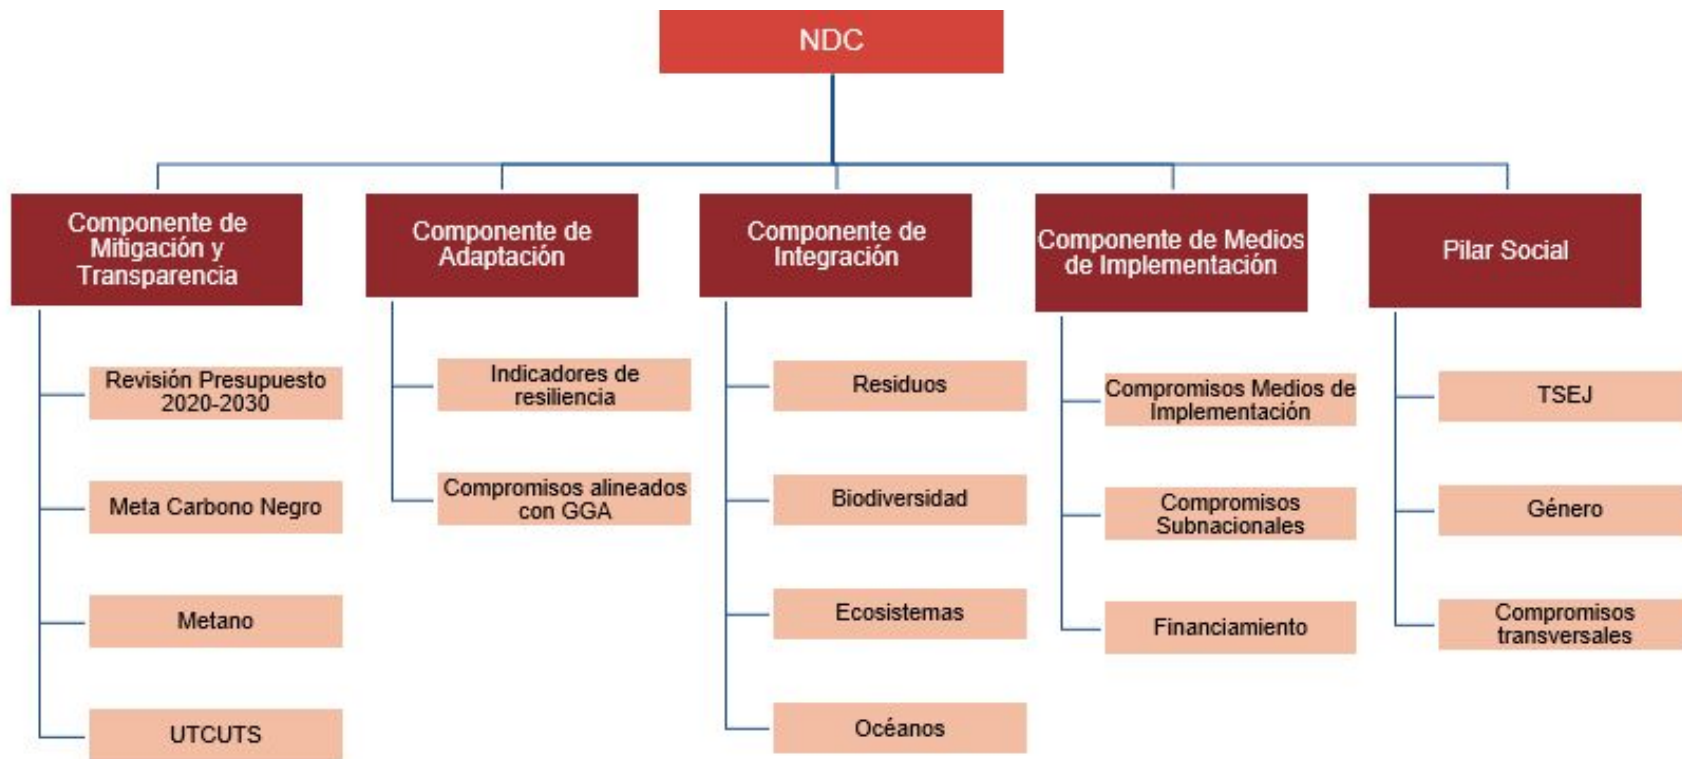 NDC
Componente de
Mitigación y
Transparencia
Revisión Presupuesto
2020-2030
Meta Carbono Negro
Metano
UTCUTS
Componente de
Adaptación
Indicadores de
resiliencia
Compromisos alineados
con GGA
Componente de
Integración
Residuos
Biodiversidad
Ecosistemas
Océanos
Componente de Medios
de Implementación
Compromisos Medios de
Implementación
Compromisos
Subnacionales
Financiamiento
Pilar Social
TSEJ
Género
Compromisos
transversales